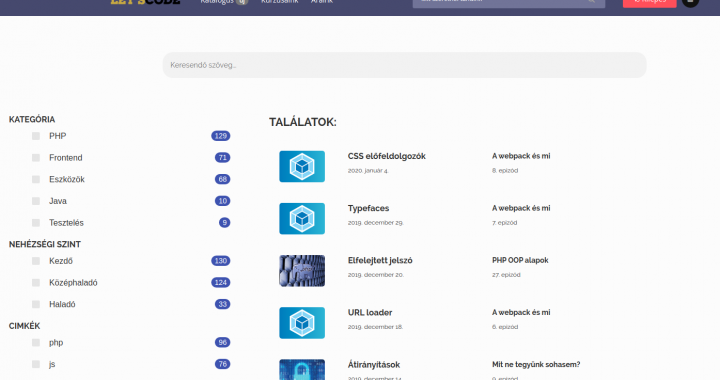 LET'S CODE
Katalógus új Kurzusaink Áraink
Keresendő szöveg...
KATEGÓRIA
PHP 129
Frontend 71
Eszközök 68
Java 10
Tesztelés 9
NEHÉZSÉGI SZINT
Kezdő 130
Középhaladó 124
Haladó 33
CIMKÉK
php 96
js 76
TALÁLATOK:
CSS előfeldolgozók A webpack és mi
2020. január 4. 8. epizód
Typefaces A webpack és mi
2019. december 29. 7. epizód
Elfelejtett jelszó PHP OOP alapok
2019. december 20. 27. epizód
URL loader A webpack és mi
2019. december 18. 6. epizód
Átirányítások Mit ne tegyünk sohasem?